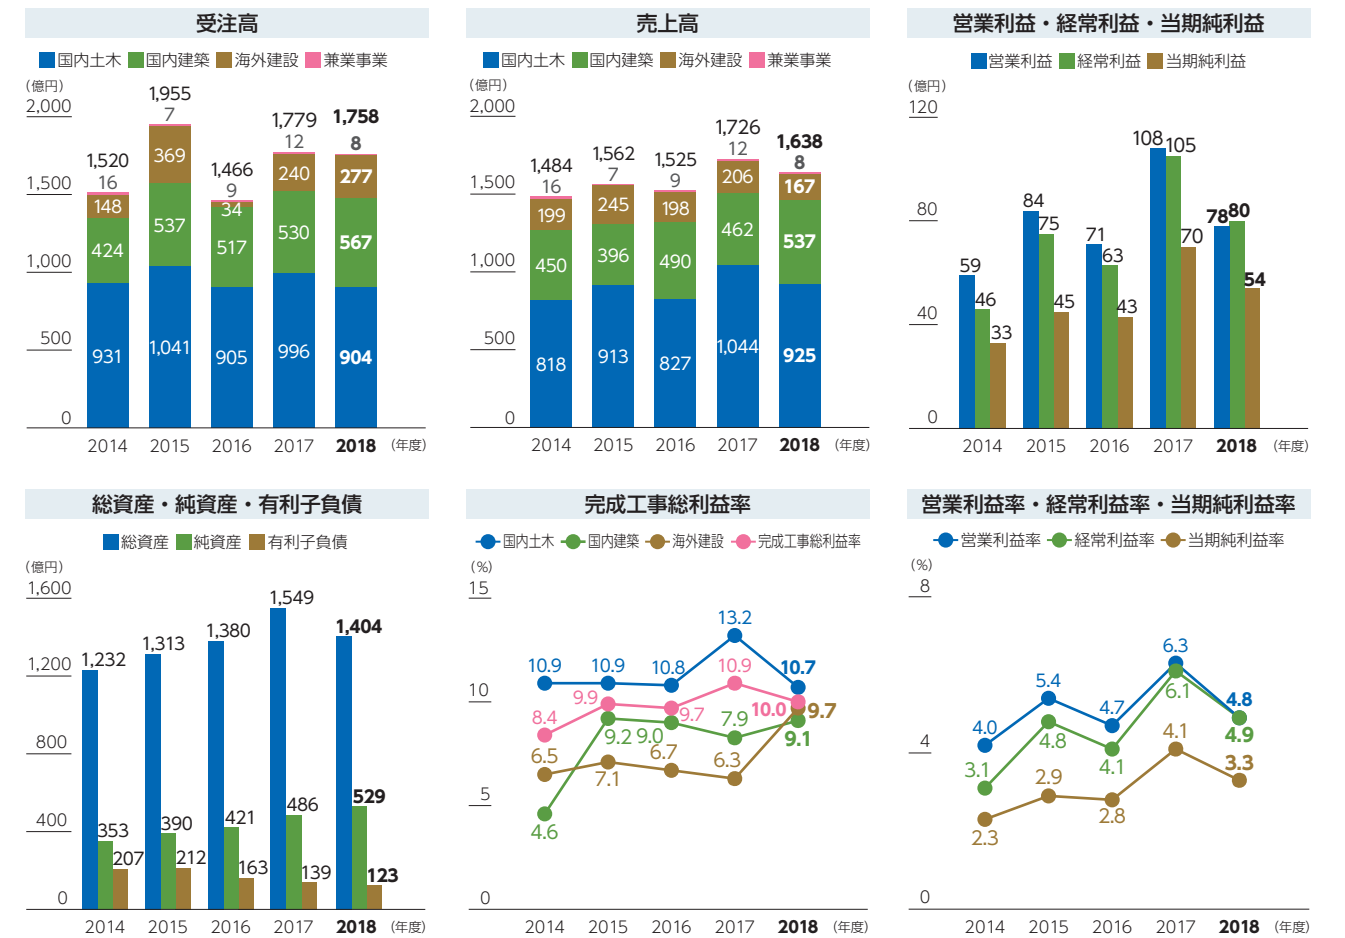 受注高
国内土木 国内建築 海外建設 兼業事業
(億円)
2,000
1,500
1,000
500
0
1,520
16
148
424
931
1,955
7
369
537
1,041
1,466
9
34
517
905
1,779
12
240
530
996
1,758
8
277
567
904
2014 2015 2016 2017 2018 (年度)
売上高
国内土木 国内建築 海外建設 兼業事業
(億円)
2,000
1,500
1,000
500
0
1,484
16
199
450
818
1,562
7
245
396
913
1,525
9
198
490
827
1,726
12
206
462
1,044
1,638
8
167
537
925
2014 2015 2016 2017 2018 (年度)
営業利益・経常利益・当期純利益
営業利益 経常利益 当期純利益
(億円)
120
80
40
0
59 46 33
84 75 45
71 63 43
108 105 70
78 80 54
2014 2015 2016 2017 2018 (年度)
総資産・純資産・有利子負債
総資産 純資産 有利子負債
(億円)
1,600
1,200
800
400
0
1,232 353 207
1,313 390 212
1,380 421 163
1,549 486 139
1,404 529 123
2014 2015 2016 2017 2018 (年度)
完成工事総利益率
国内土木 国内建築 海外建設 完成工事総利益率
(%)
15
10
5
0
10.9 10.9 10.8 13.2 10.7
8.4 9.9 9.7 10.9 10.0
6.5 7.1 6.7 6.3 9.7
4.6 9.2 9.0 7.9 9.1
2014 2015 2016 2017 2018 (年度)
営業利益率・経常利益率・当期純利益率
営業利益率 経常利益率 当期純利益率
(%)
8
4
0
4.0 5.4 4.7 6.3 4.8
3.1 4.8 4.1 6.1 4.9
2.3 2.9 2.8 4.1 3.3
2014 2015 2016 2017 2018 (年度)